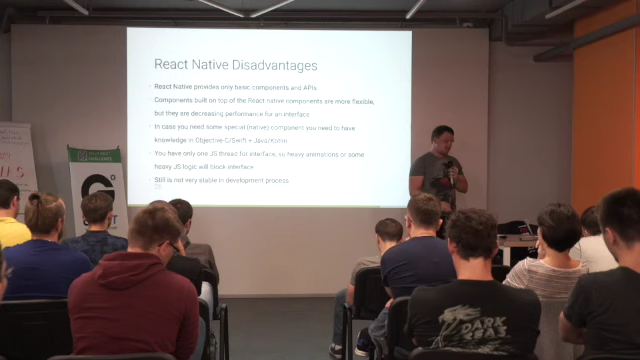 React Native Disadvantages
React Native provides only basic components and APIs.
Components built on top of the React native components are more flexible,
but they are decreasing performance for an interface
In case you need some special (native) component you need to have
knowledge in Objective-C/Swift + Java/Kotlin
You have only one JS thread for interface, so heavy animations or some
heavy JS logic will block interface
Still is not very stable in development process
DARK